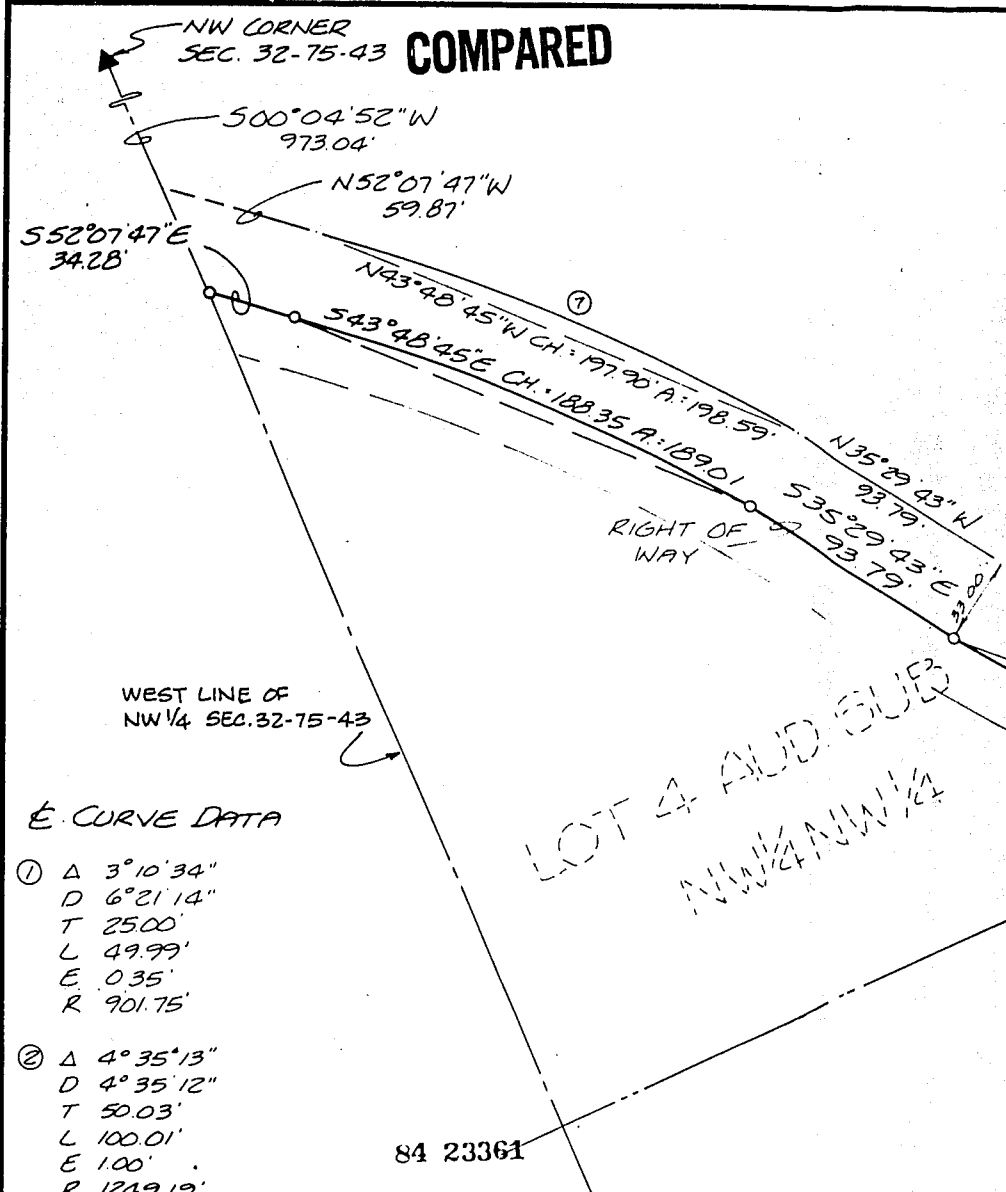 NW CORNER
SEC. 32-75-43
COMPARED
S00°04'52"W
973.04'
N52°07'47"W
59.87'
S52°07'47"E
34.28'
①
N43°48'45"W CH.: 197.90' A.: 198.59'
S43°48'45"E CH.: 188.35 A.: 189.01
N35°29'43"W
93.79'
S35°29'43"E
93.79'
33.00
RIGHT OF
WAY
WEST LINE OF
NW 1/4 SEC. 32-75-43
LOT 4 AUD SUB
NW¼NW¼
℄ CURVE DATA
① Δ 3°10'34"
D 6°21'14"
T 25.00'
L 49.99'
E 0.35'
R 901.75'
② Δ 4°35'13"
D 4°35'12"
T 50.03'
L 100.01'
E 1.00'
R 1249.19'
84 23361